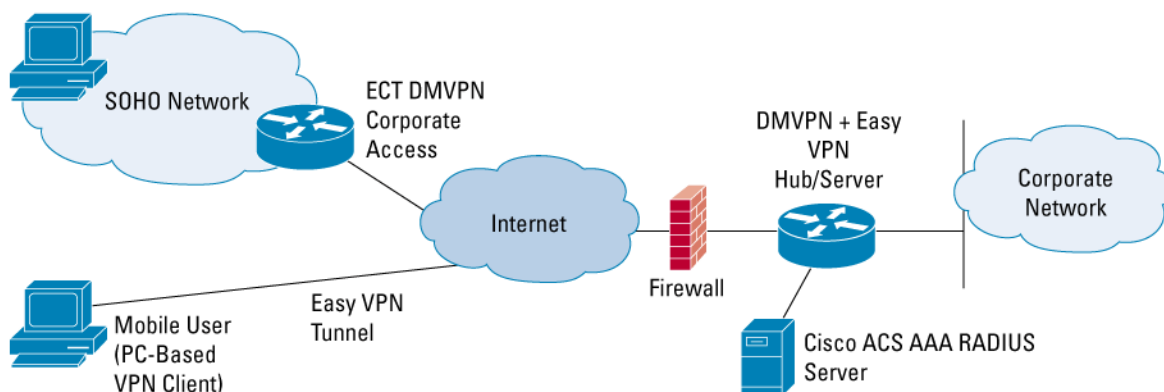 SOHO Network
ECT DMVPN
Corporate
Access
DMVPN + Easy
VPN
Hub/Server
Corporate
Network
Internet
Firewall
Easy VPN
Tunnel
Mobile User
(PC-Based
VPN Client)
Cisco ACS AAA RADIUS
Server